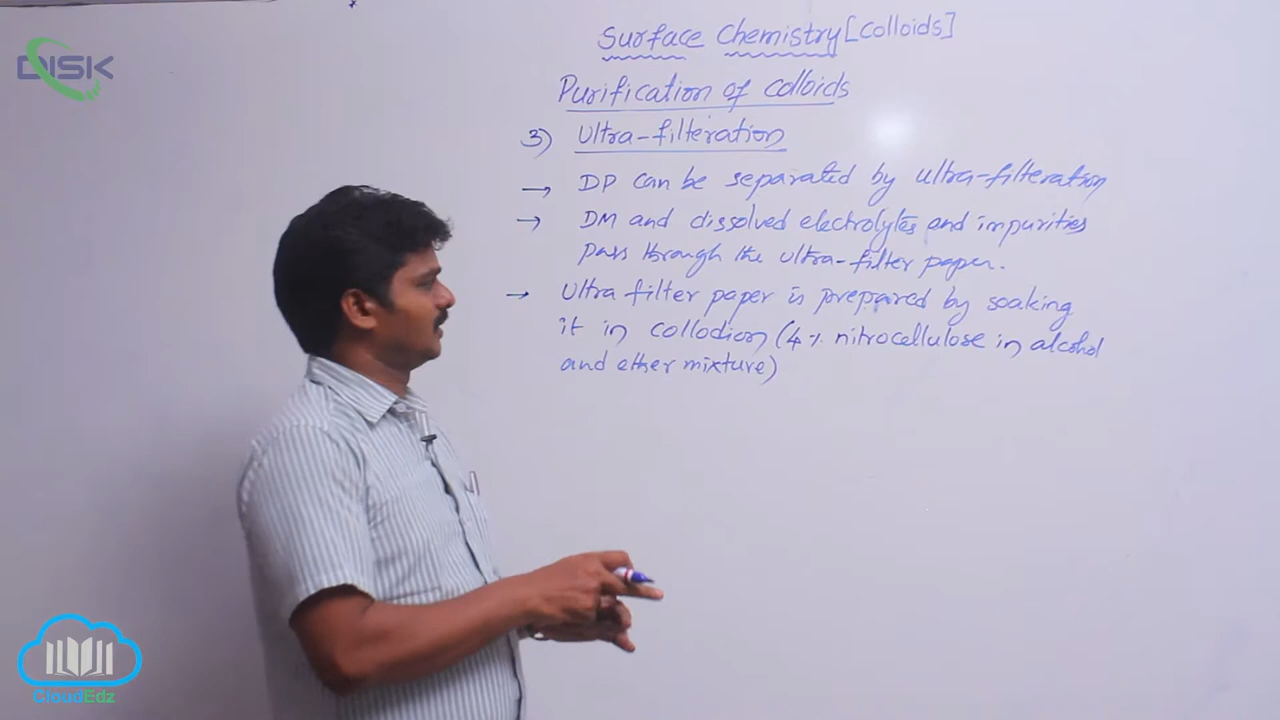 DISK
Surface Chemistry [Colloids]
Purification of colloids
3) Ultra-filteration
→ DP can be separated by ultra-filteration
→ DM and dissolved electrolytes and impurities
pass through the ultra-filter paper.
→ Ultra filter paper is prepared by soaking
it in collodion (4% nitrocellulose in alcohol
and ether mixture)
CloudEdz